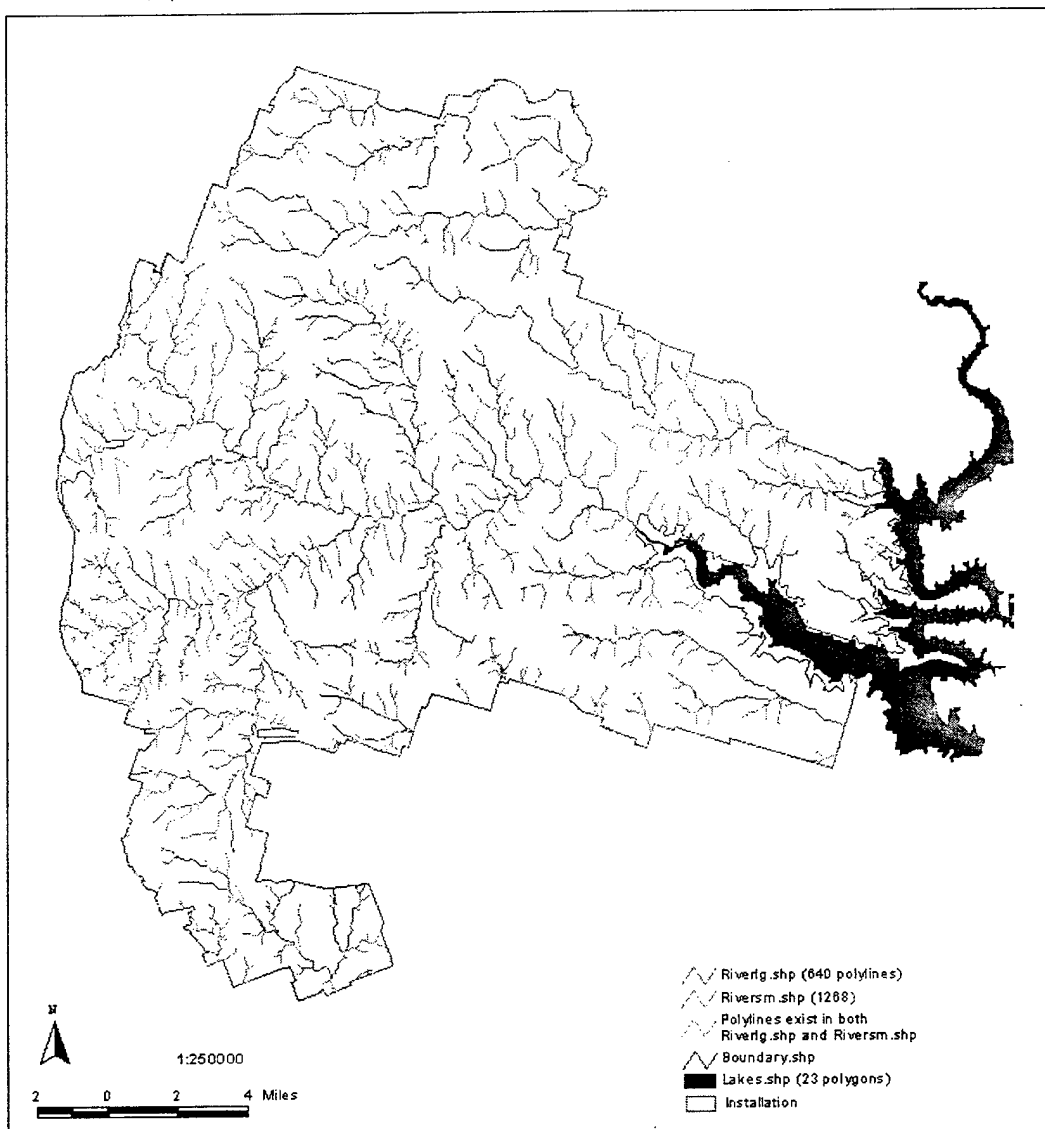 Riverlg.shp (640 polylines)
Riversm.shp (1268)
Polylines exist in both
Riverlg.shp and Riversm.shp
Boundary.shp
Lakes.shp (23 polygons)
Installation
N
1:250000
2 0 2 4 Miles